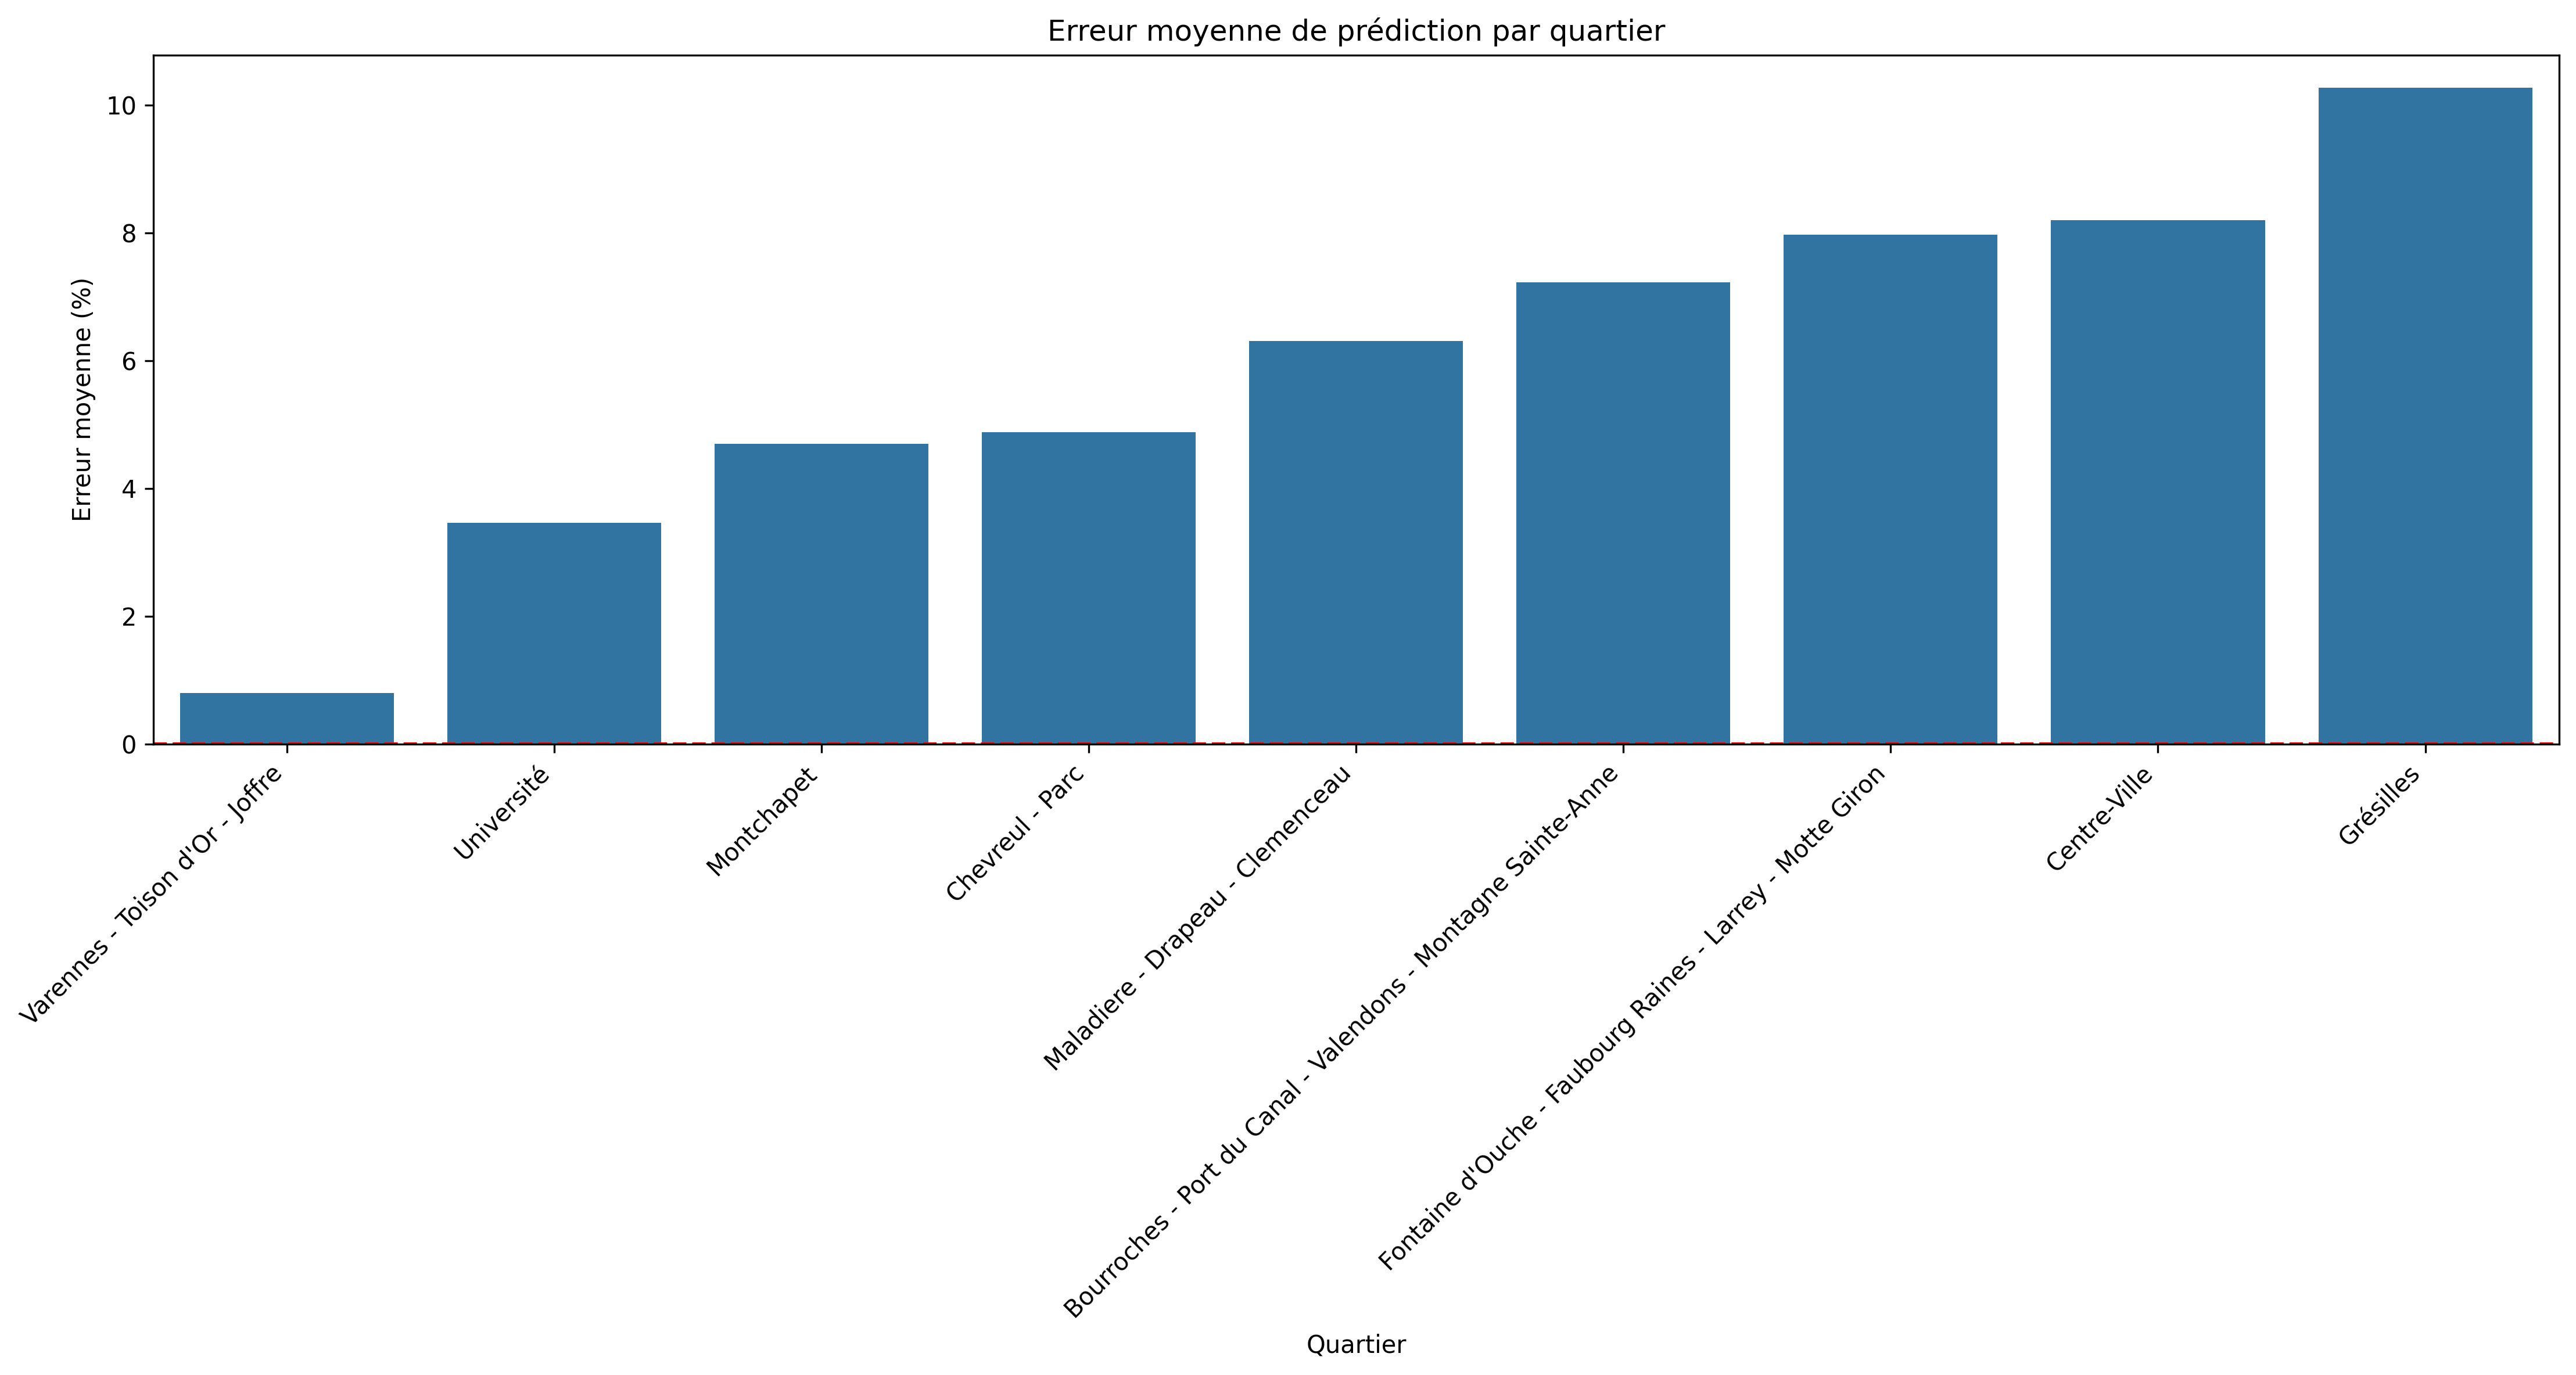 Erreur moyenne de prédiction par quartier
Erreur moyenne (%)
10
8
6
4
2
0
Varennes - Toison d'Or - Joffre
Université
Montchapet
Chevreul - Parc
Maladiere - Drapeau - Clemenceau
Bourroches - Port du Canal - Valendons - Montagne Sainte-Anne
Fontaine d'Ouche - Faubourg Raines - Larrey - Motte Giron
Centre-Ville
Grésilles
Quartier